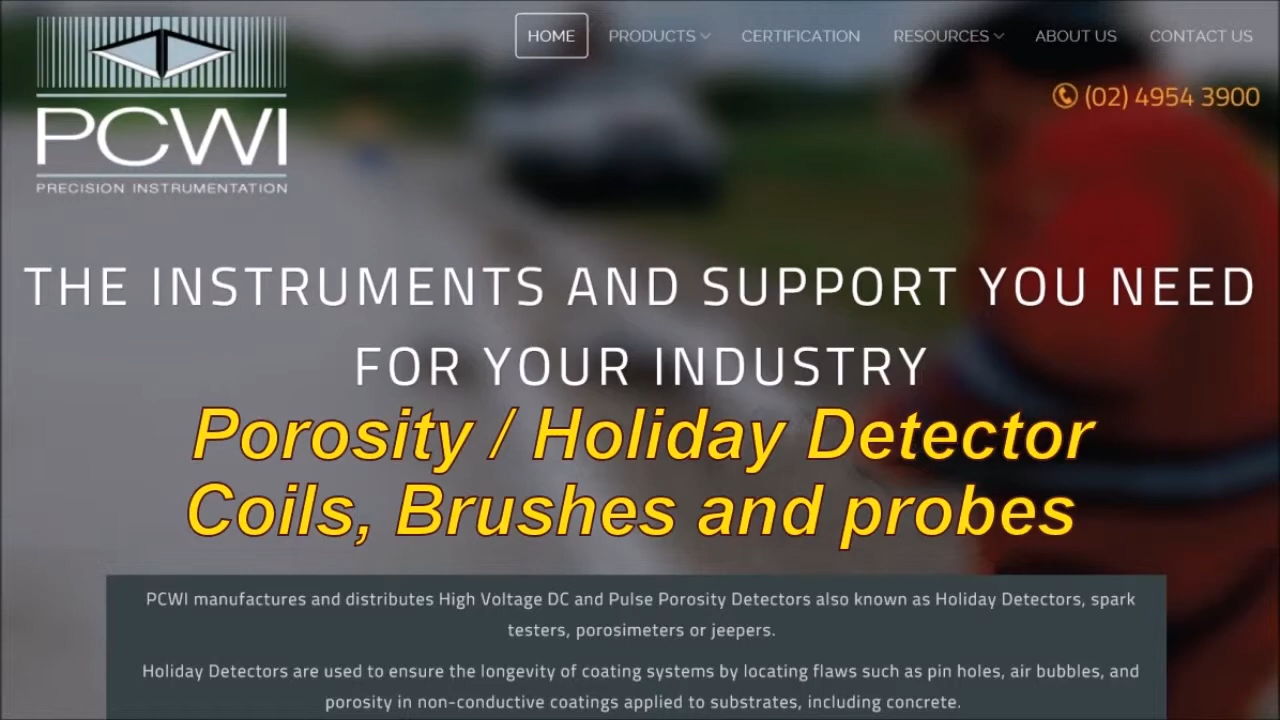 HOME PRODUCTS CERTIFICATION RESOURCES ABOUT US CONTACT US
(02) 4954 3900
PCWI
PRECISION INSTRUMENTATION
THE INSTRUMENTS AND SUPPORT YOU NEED
FOR YOUR INDUSTRY
Porosity / Holiday Detector
Coils, Brushes and probes
PCWI manufactures and distributes High Voltage DC and Pulse Porosity Detectors also known as Holiday Detectors, spark
testers, porosimeters or jeepers.
Holiday Detectors are used to ensure the longevity of coating systems by locating flaws such as pin holes, air bubbles, and
porosity in non-conductive coatings applied to substrates, including concrete.